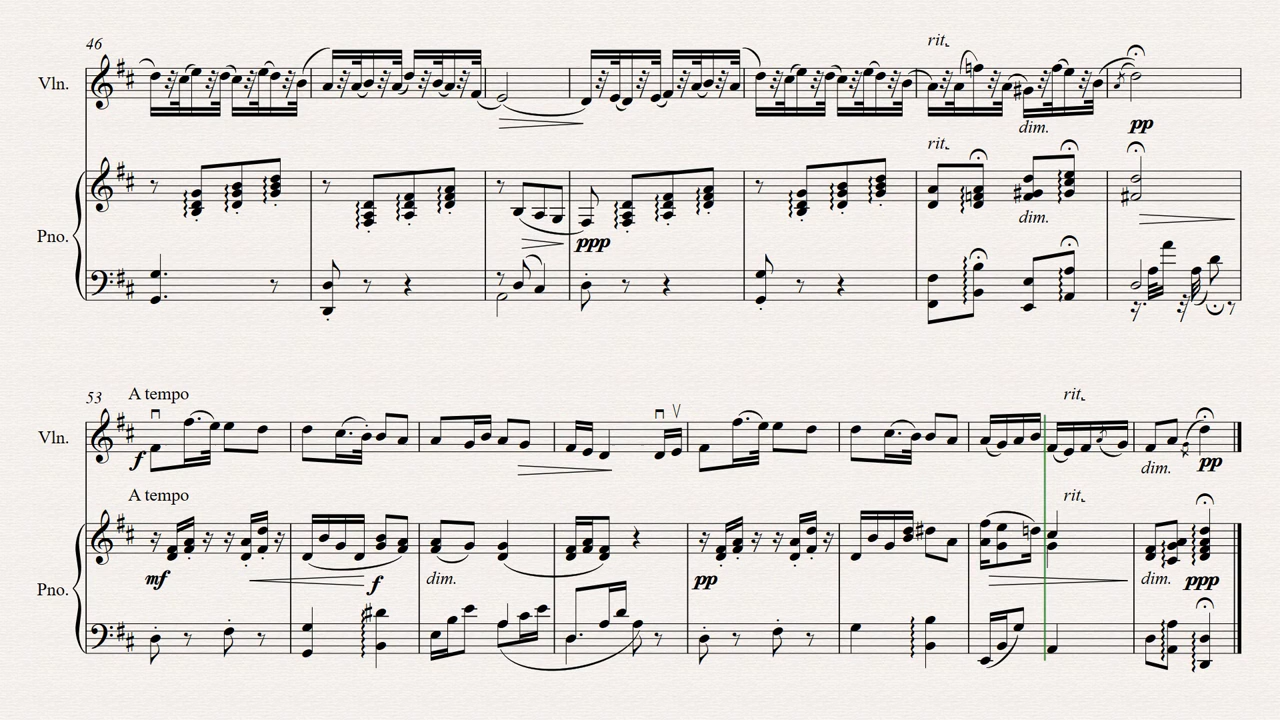 46
rit.
Vln.
pp
dim.
rit.
dim.
Pno.
ppp
53
A tempo
rit.
Vln.
f
dim.
pp
A tempo
rit.
mf
f
dim.
pp
dim.
ppp
Pno.